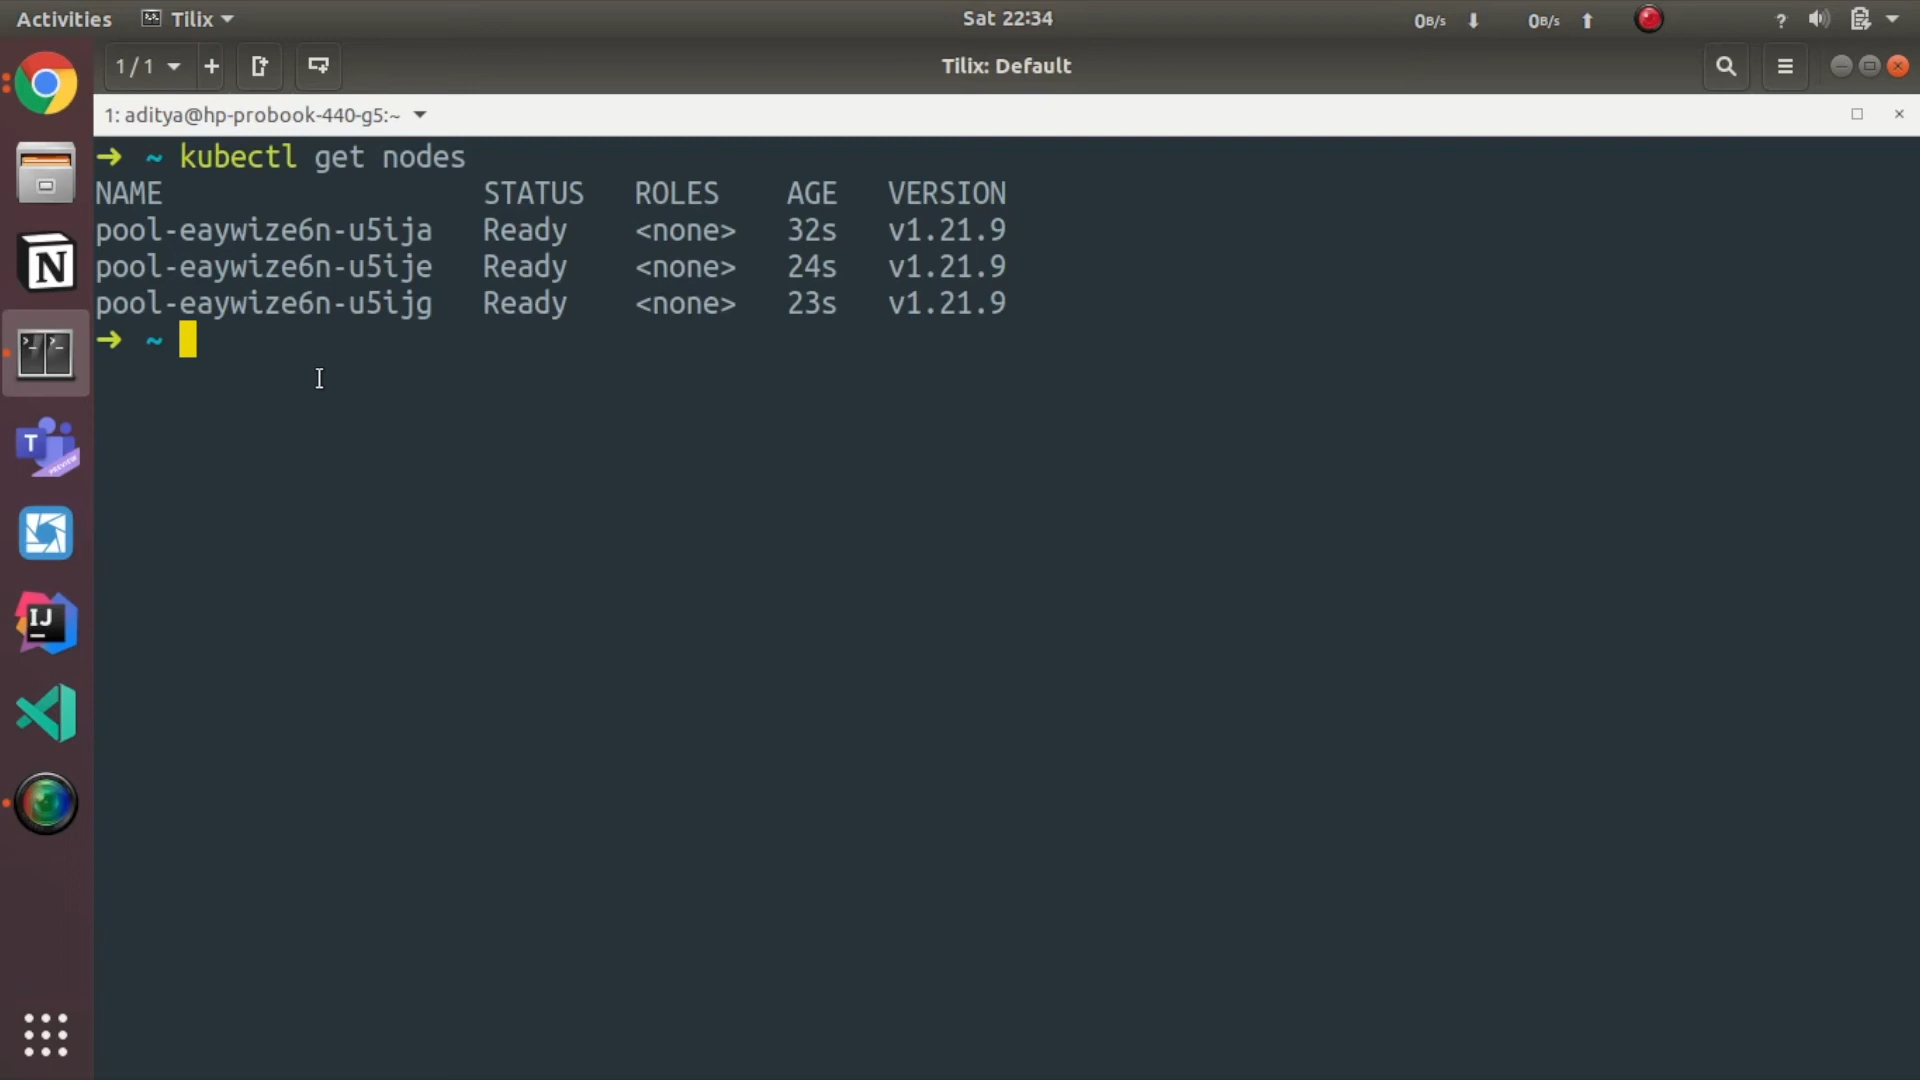 Activities Tilix Sat 22:34 0B/s 0B/s ?
1 / 1 + Tilix: Default
1: aditya@hp-probook-440-g5:~
→ ~ kubectl get nodes
NAME STATUS ROLES AGE VERSION
pool-eaywize6n-u5ija Ready <none> 32s v1.21.9
pool-eaywize6n-u5ije Ready <none> 24s v1.21.9
pool-eaywize6n-u5ijg Ready <none> 23s v1.21.9
→ ~
N
T
PREVIEW
IJ